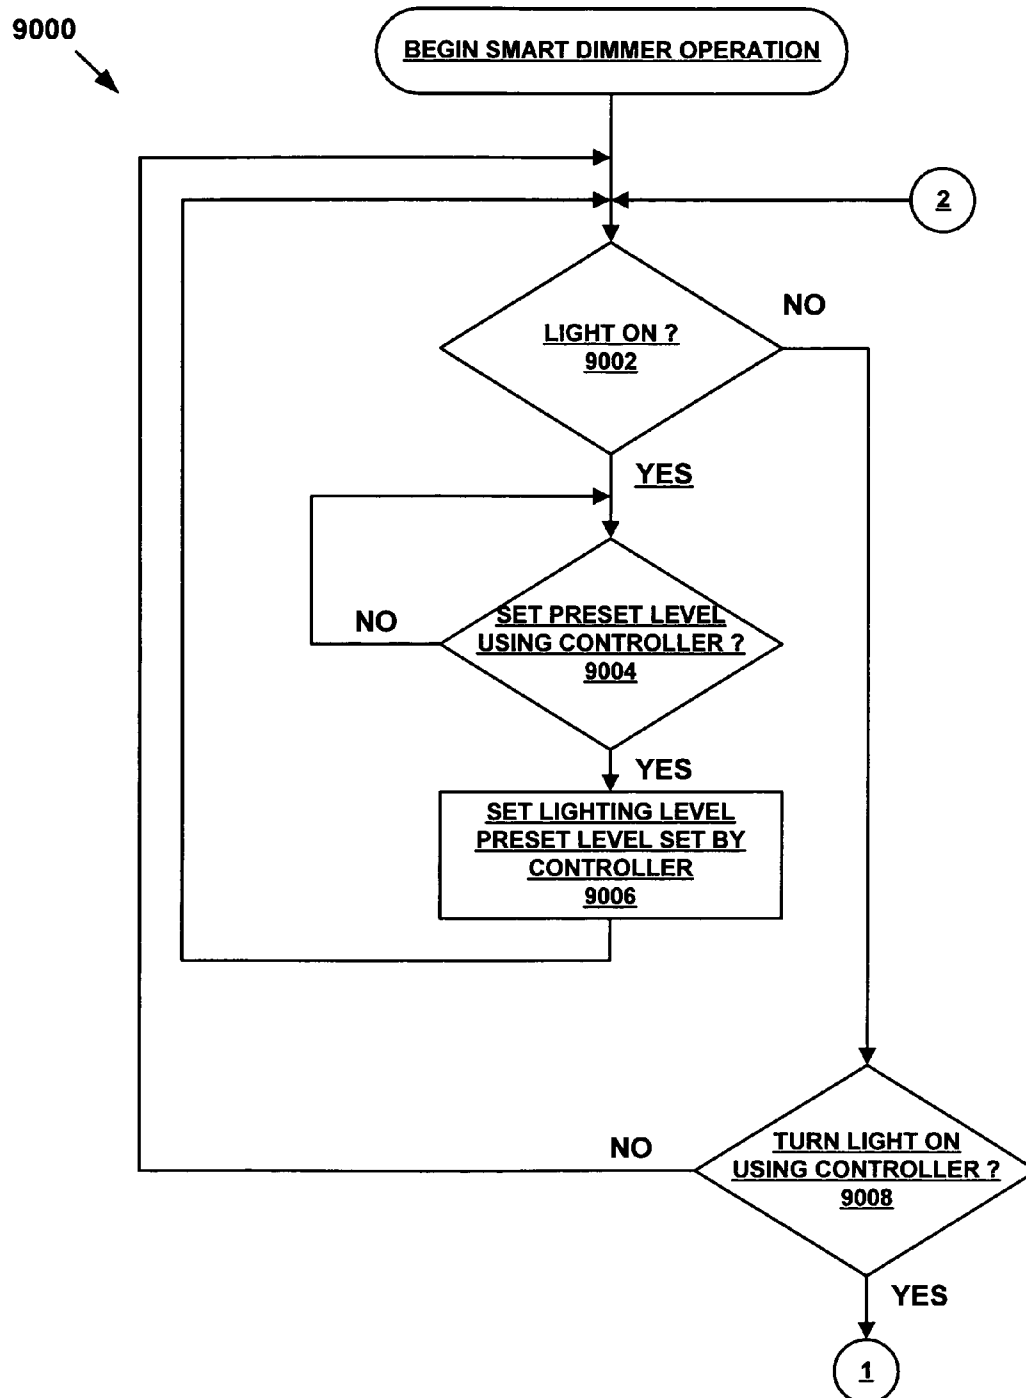 9000
BEGIN SMART DIMMER OPERATION
2
NO
LIGHT ON ?
9002
YES
SET PRESET LEVEL
USING CONTROLLER ?
9004
NO
YES
SET LIGHTING LEVEL
PRESET LEVEL SET BY
CONTROLLER
9006
NO
TURN LIGHT ON
USING CONTROLLER ?
9008
YES
1